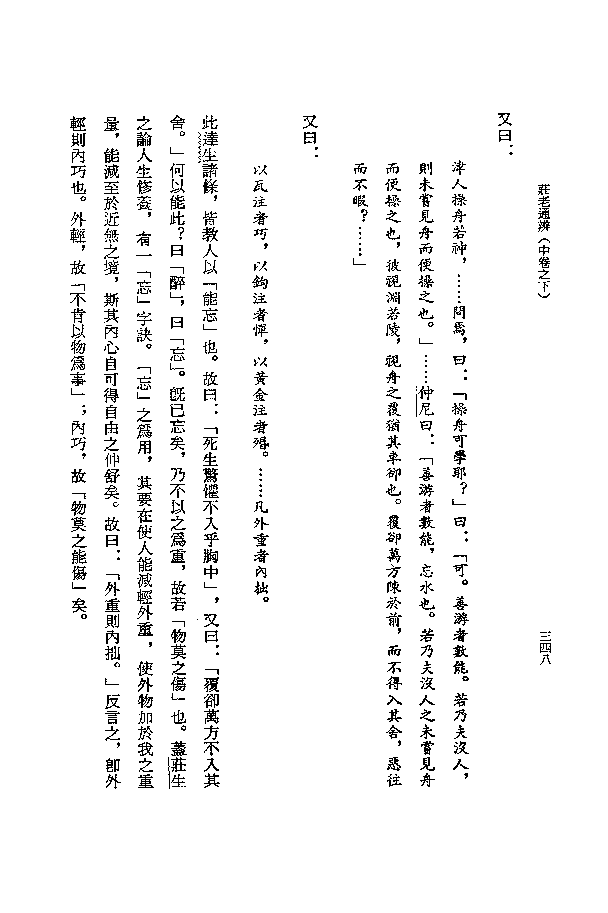 莊老通辨（中卷之下）
三四八
又曰：
津人操舟若神，……問焉，曰：「操舟可學耶？」曰：「可。善游者數能。若乃夫沒人，
則未嘗見舟而便操之也。」……仲尼曰：「善游者數能，忘水也。若乃夫沒人之未嘗見舟
而便操之也，彼視淵若陵，視舟之覆猶其車卻也。覆卻萬方陳於前，而不得入其舍，惡往
而不暇？……」
又曰：
以瓦注者巧，以鉤注者憚，以黃金注者殙。……凡外重者內拙。
此達生諸條，皆教人以「能忘」也。故曰：「死生驚懼不入乎胸中」，又曰：「覆卻萬方不入其
舍。」何以能此？曰「醉」，曰「忘」。既已忘矣，乃不以之爲重，故若「物莫之傷」也。蓋莊生
之論人生修養，有一「忘」字訣。「忘」之爲用，其要在使人能減輕外重，使外物加於我之重
量，能減至於近無之境，斯其內心自可得自由之伸舒矣。故曰：「外重則內拙。」反言之，卽外
輕則內巧也。外輕，故「不肯以物爲事」；內巧，故「物莫之能傷」矣。